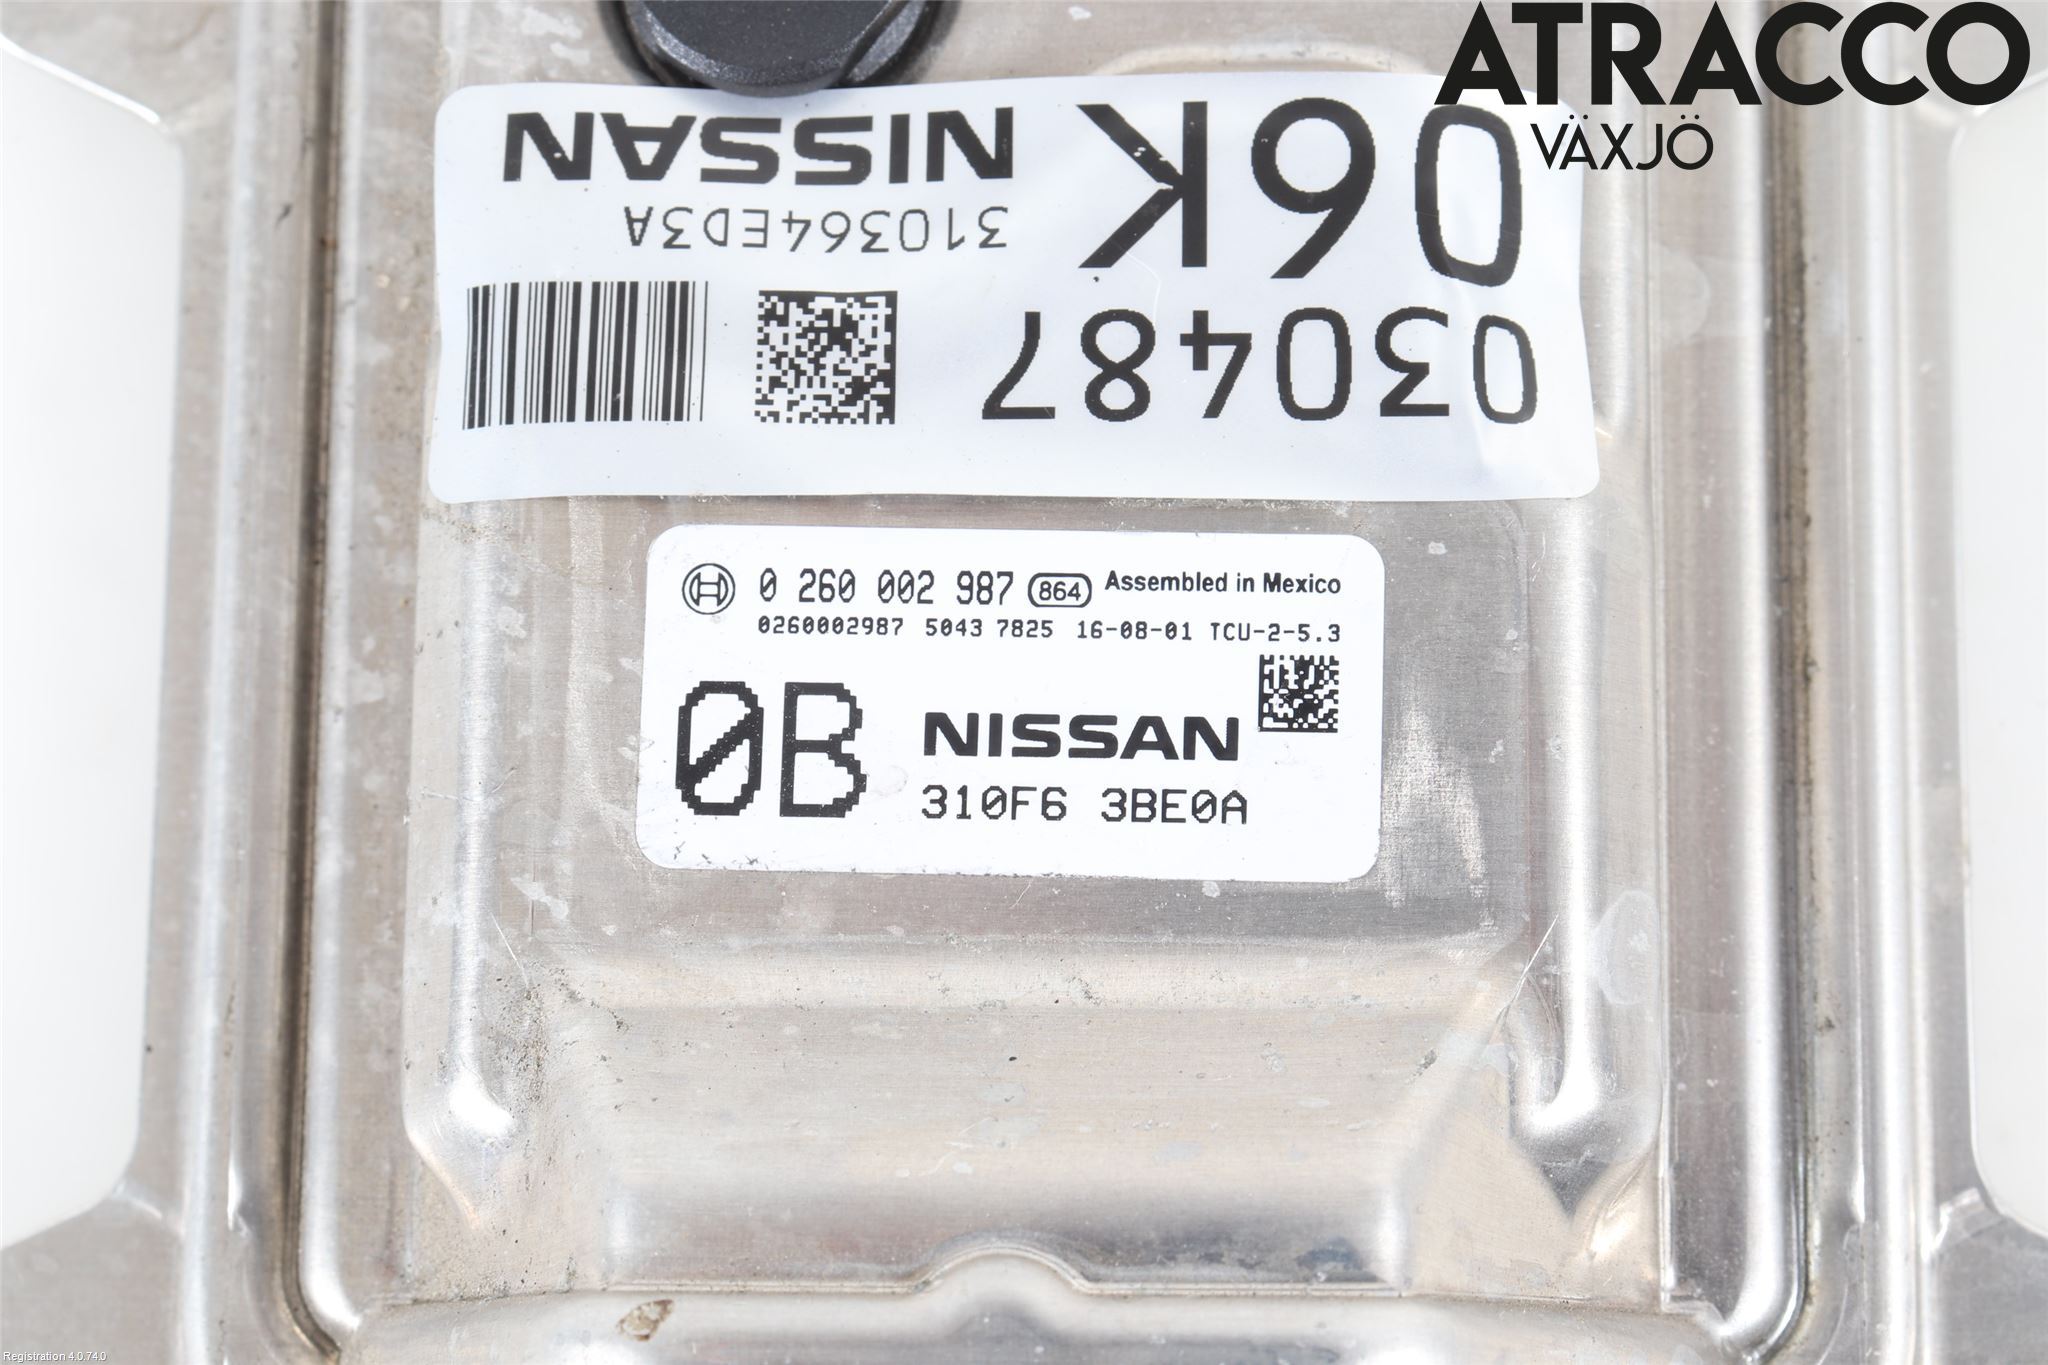 ATRACCO
VÄXJÖ
NISSAN
06K
310364ED3A
030487
0 260 002 987 864 Assembled in Mexico
0260002987 5043 7825 16-08-01 TCU-2-5.3
0B NISSAN
310F6 3BE0A
Registration 4.0.74.0